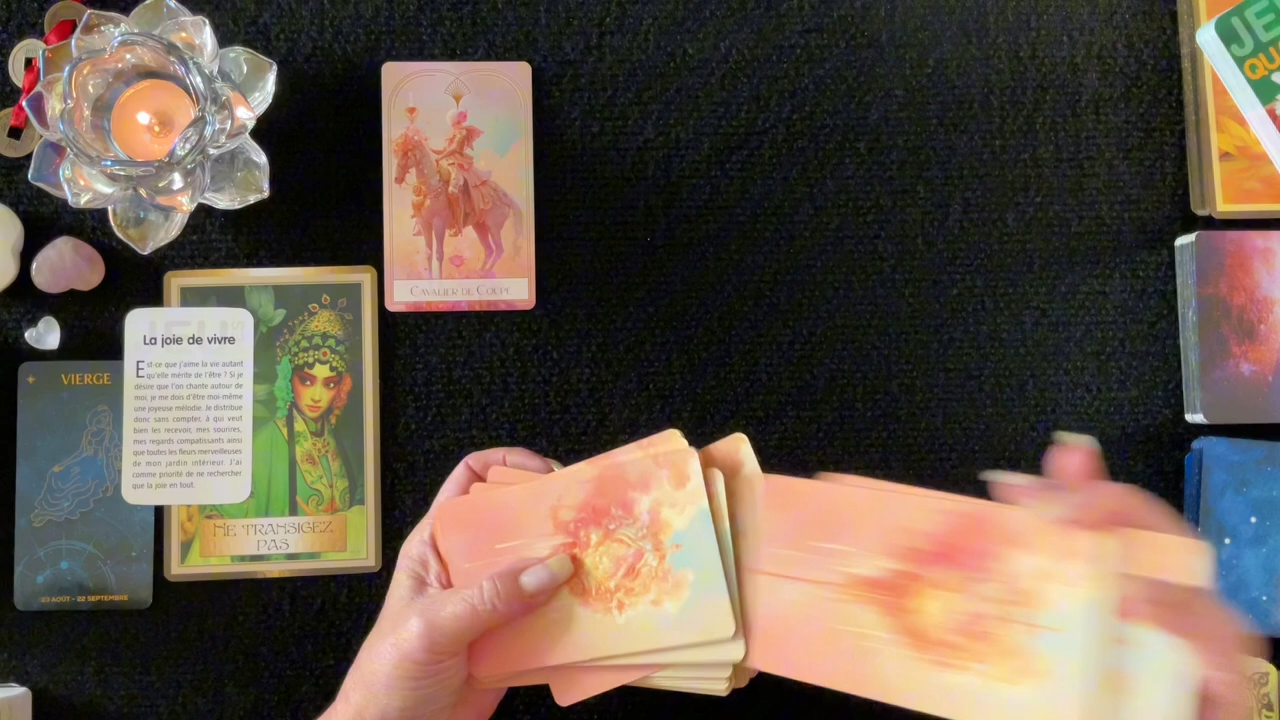 CAVALIER DE COUPE
VIERGE
23 AOÛT - 22 SEPTEMBRE
La joie de vivre
Est-ce que j'aime la vie autant
qu'elle mérite de l'être ? Si je
désire que l'on chante autour de
moi, je me dois d'être moi-même
une joyeuse mélodie. Je distribue
donc sans compter, à qui veut
bien les recevoir, mes sourires,
mes regards compatissants ainsi
que toutes les fleurs merveilleuses
de mon jardin intérieur. J'ai
comme priorité de ne rechercher
que la joie en tout.
NE TRANSIGEZ
PAS
JE
QU